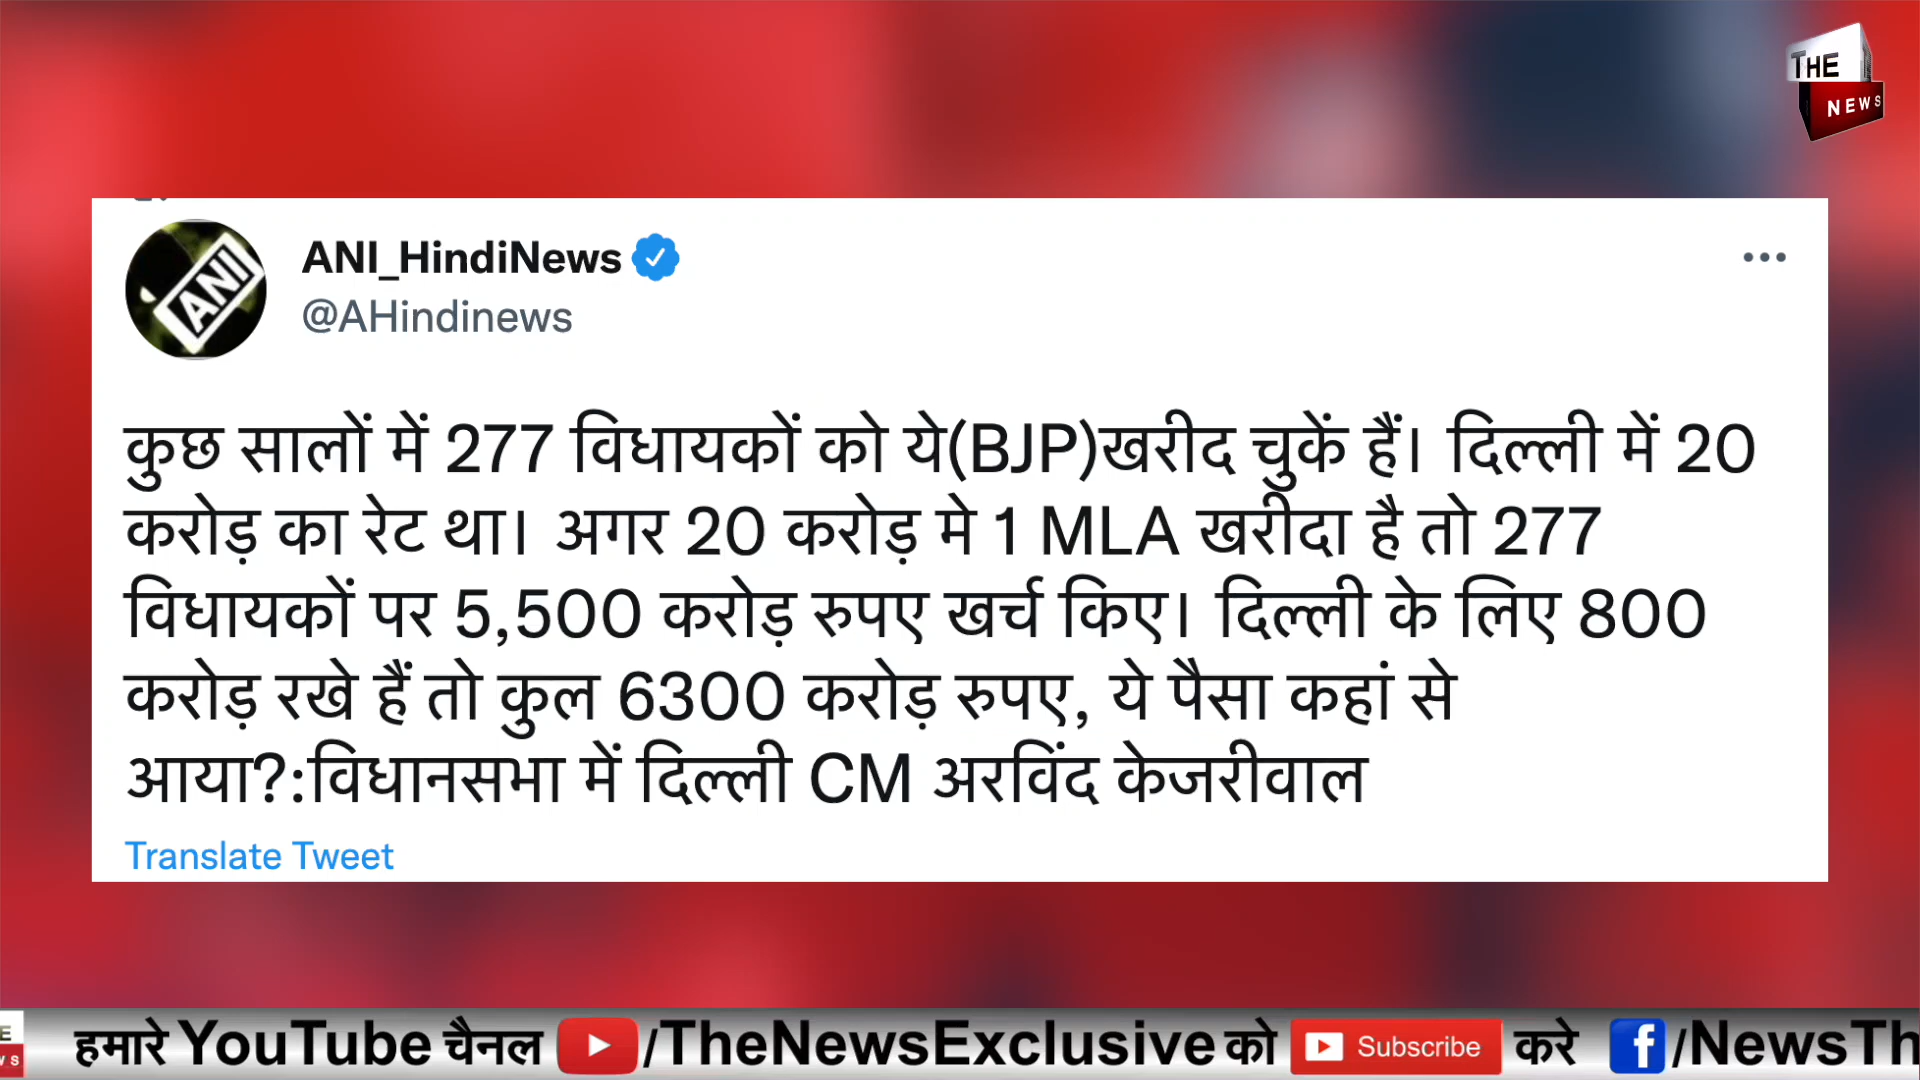 THE
NEWS
ANI
ANI_HindiNews
@AHindinews
कुछ सालों में 277 विधायकों को ये(BJP)खरीद चुकें हैं। दिल्ली में 20
करोड़ का रेट था। अगर 20 करोड़ मे 1 MLA खरीदा है तो 277
विधायकों पर 5,500 करोड़ रुपए खर्च किए। दिल्ली के लिए 800
करोड़ रखे हैं तो कुल 6300 करोड़ रुपए, ये पैसा कहां से
आया?:विधानसभा में दिल्ली CM अरविंद केजरीवाल
Translate Tweet
हमारे YouTube चैनल /TheNewsExclusive को Subscribe करे f /NewsTh